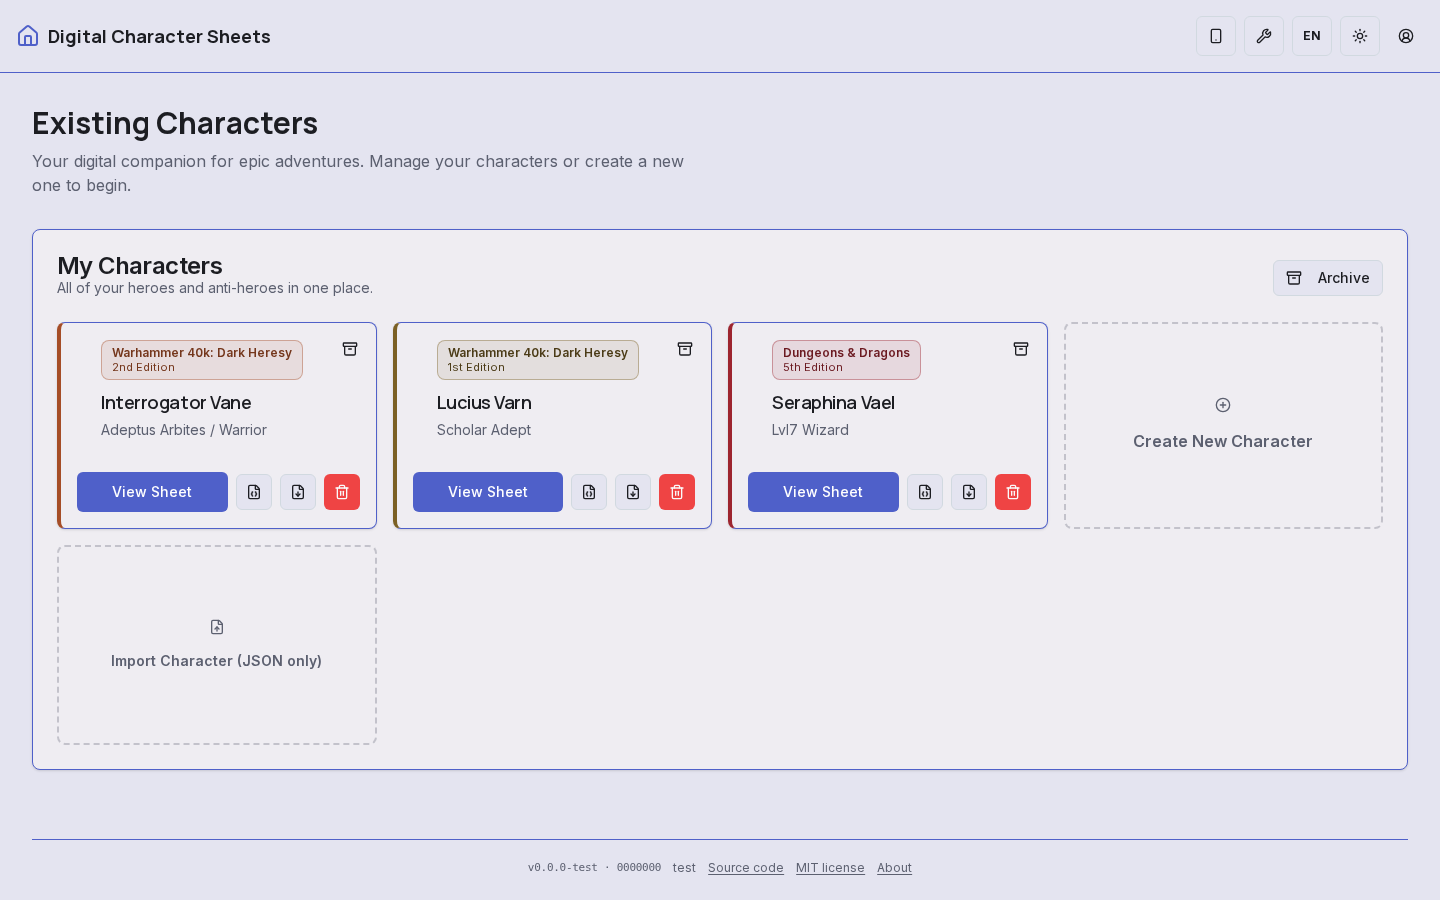 Digital Character Sheets
EN
Existing Characters
Your digital companion for epic adventures. Manage your characters or create a new
one to begin.
My Characters
All of your heroes and anti-heroes in one place.
Archive
Warhammer 40k: Dark Heresy
2nd Edition
Interrogator Vane
Adeptus Arbites / Warrior
View Sheet
Warhammer 40k: Dark Heresy
1st Edition
Lucius Varn
Scholar Adept
View Sheet
Dungeons & Dragons
5th Edition
Seraphina Vael
Lvl7 Wizard
View Sheet
Create New Character
Import Character (JSON only)
v0.0.0-test · 0000000 test Source code MIT license About